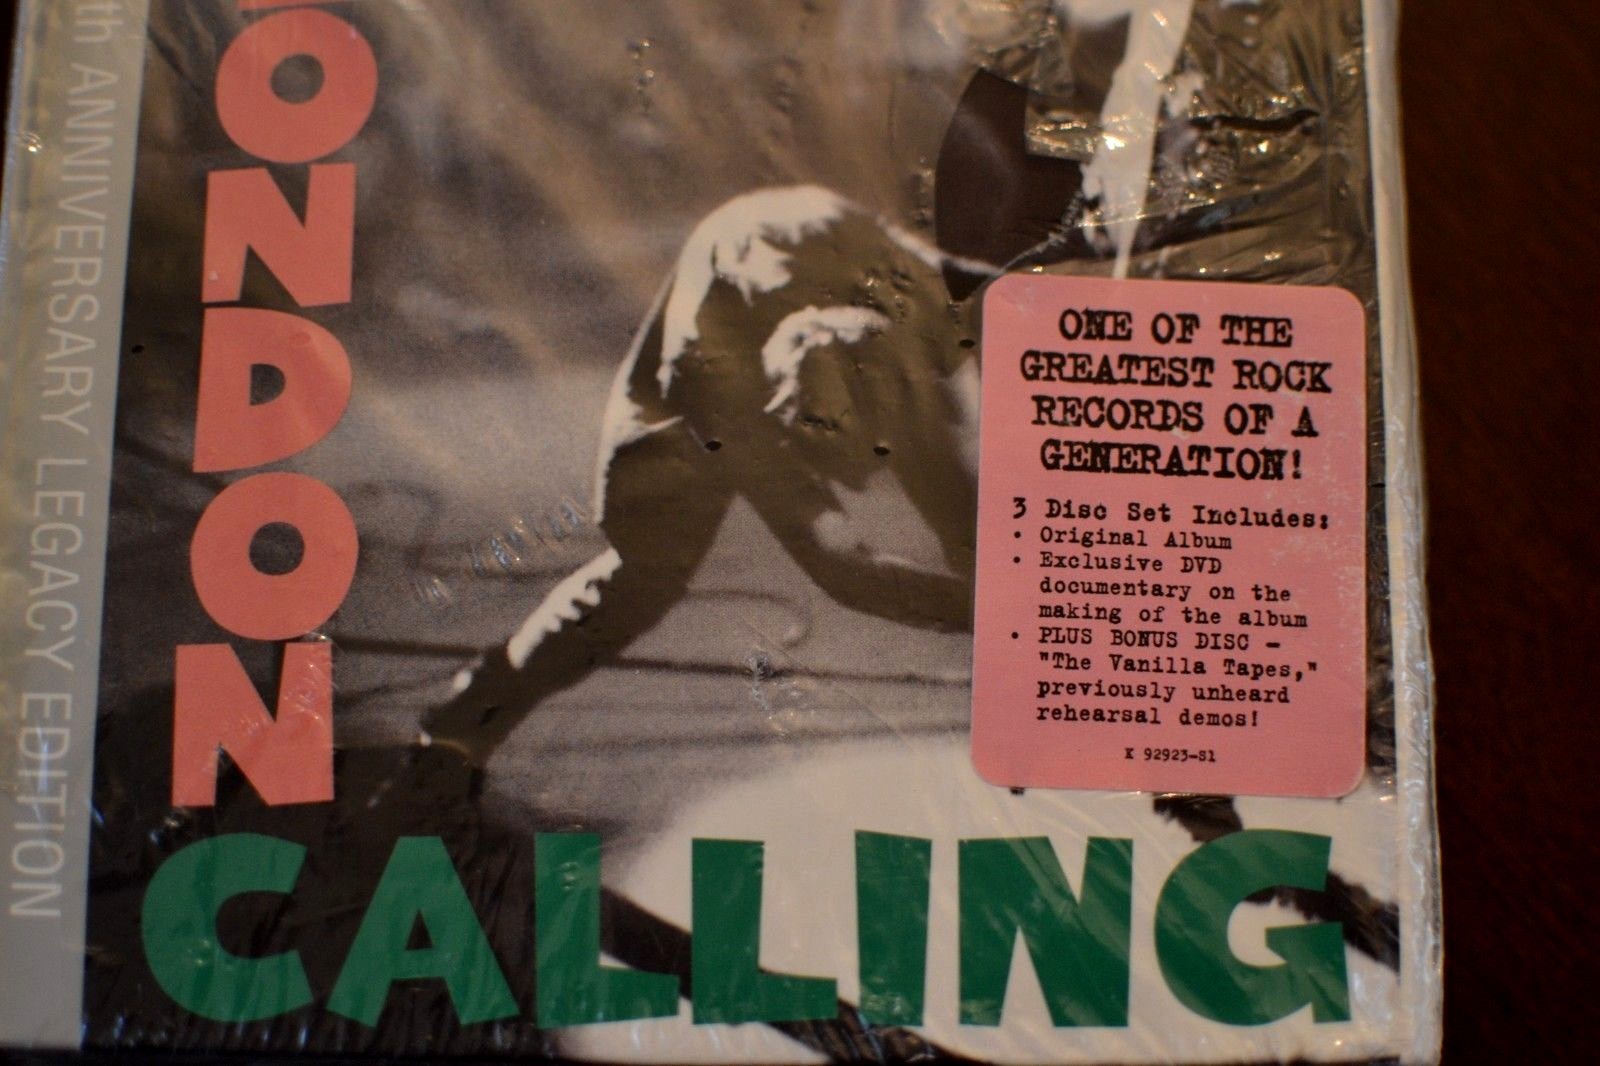 th ANNIVERSARY LEGACY EDITION
ONDON
CALLING
ONE OF THE
GREATEST ROCK
RECORDS OF A
GENERATION!
3 Disc Set Includes:
• Original Album
• Exclusive DVD
documentary on the
making of the album
• PLUS BONUS DISC –
"The Vanilla Tapes,"
previously unheard
rehearsal demos!
K 92923-S1